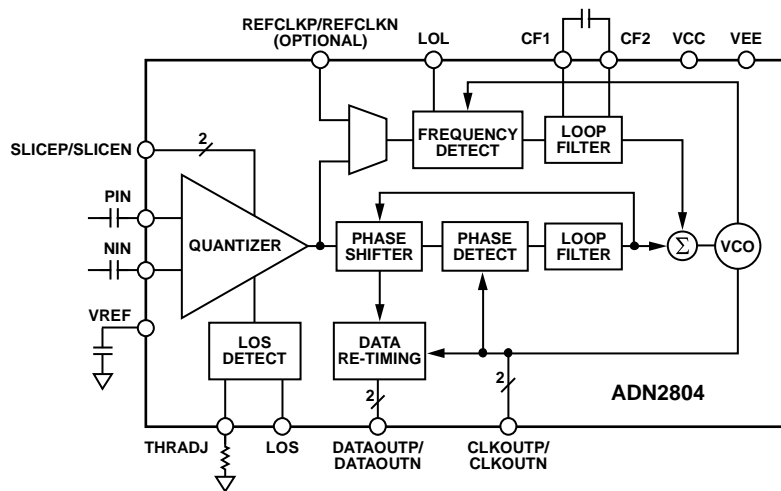 REFCLKP/REFCLKN
(OPTIONAL)
LOL
CF1
CF2
VCC
VEE
SLICEP/SLICEN
2
FREQUENCY
DETECT
LOOP
FILTER
PIN
NIN
QUANTIZER
PHASE
SHIFTER
PHASE
DETECT
LOOP
FILTER
Σ
VCO
VREF
LOS
DETECT
DATA
RE-TIMING
2
2
ADN2804
THRADJ
LOS
DATAOUTP/
DATAOUTN
CLKOUTP/
CLKOUTN